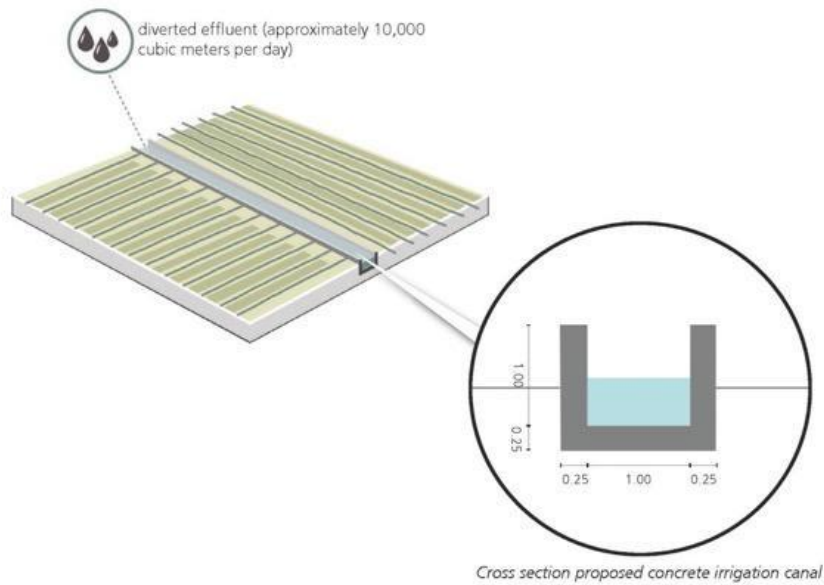 diverted effluent (approximately 10,000
cubic meters per day)
1.00
0.25
0.25
1.00
0.25
Cross section proposed concrete irrigation canal